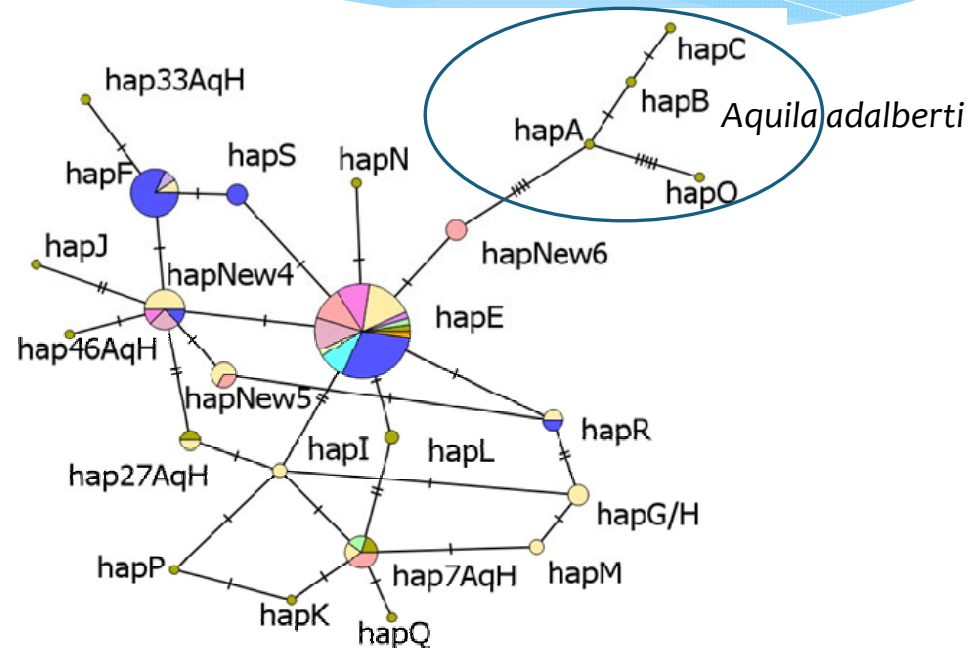 hapC
hap33AqH
hapB
Aquila adalberti
hapA
hapS
hapN
hapF
hapO
hapJ
hapNew6
hapNew4
hapE
hap46AqH
hapNew5
hapR
hapI
hapL
hap27AqH
hapG/H
hapP
hap7AqH
hapM
hapK
hapQ